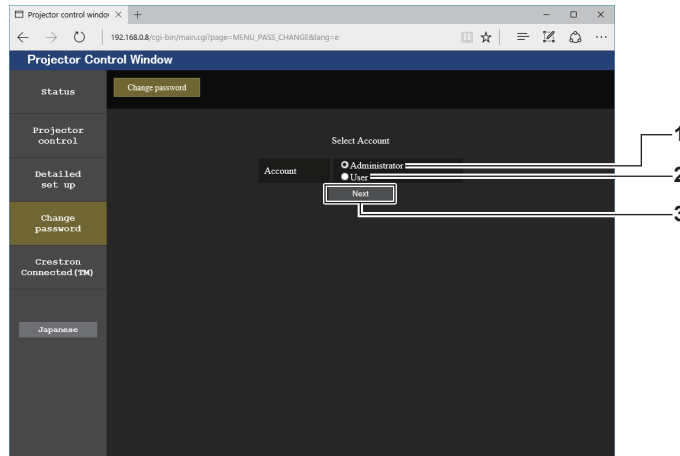 Projector control windo
192.168.0.8/cgi-bin/main.cgi?page=MENU_PASS_CHANGE&lang=e
Projector Control Window
Status
Change password
Projector
control
Detailed
set up
Change
password
Crestron
Connected(TM)
Japanese
Select Account
Account
Administrator
User
Next
1
2
3